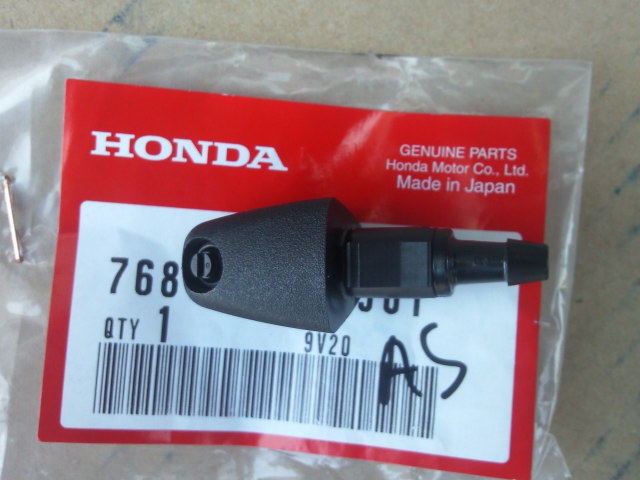 HONDA
GENUINE PARTS
Honda Motor Co., Ltd.
Made in Japan
768
QTY 1
9V20
AS